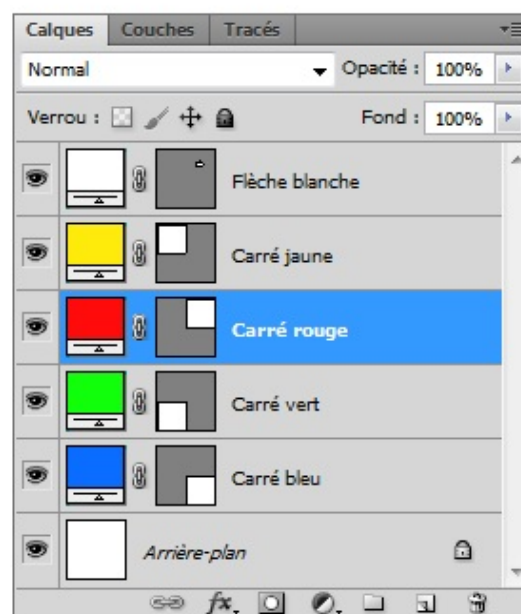 Calques Couches Tracés
Normal Opacité : 100%
Verrou : Fond : 100%
Flèche blanche
Carré jaune
Carré rouge
Carré vert
Carré bleu
Arrière-plan
fx.